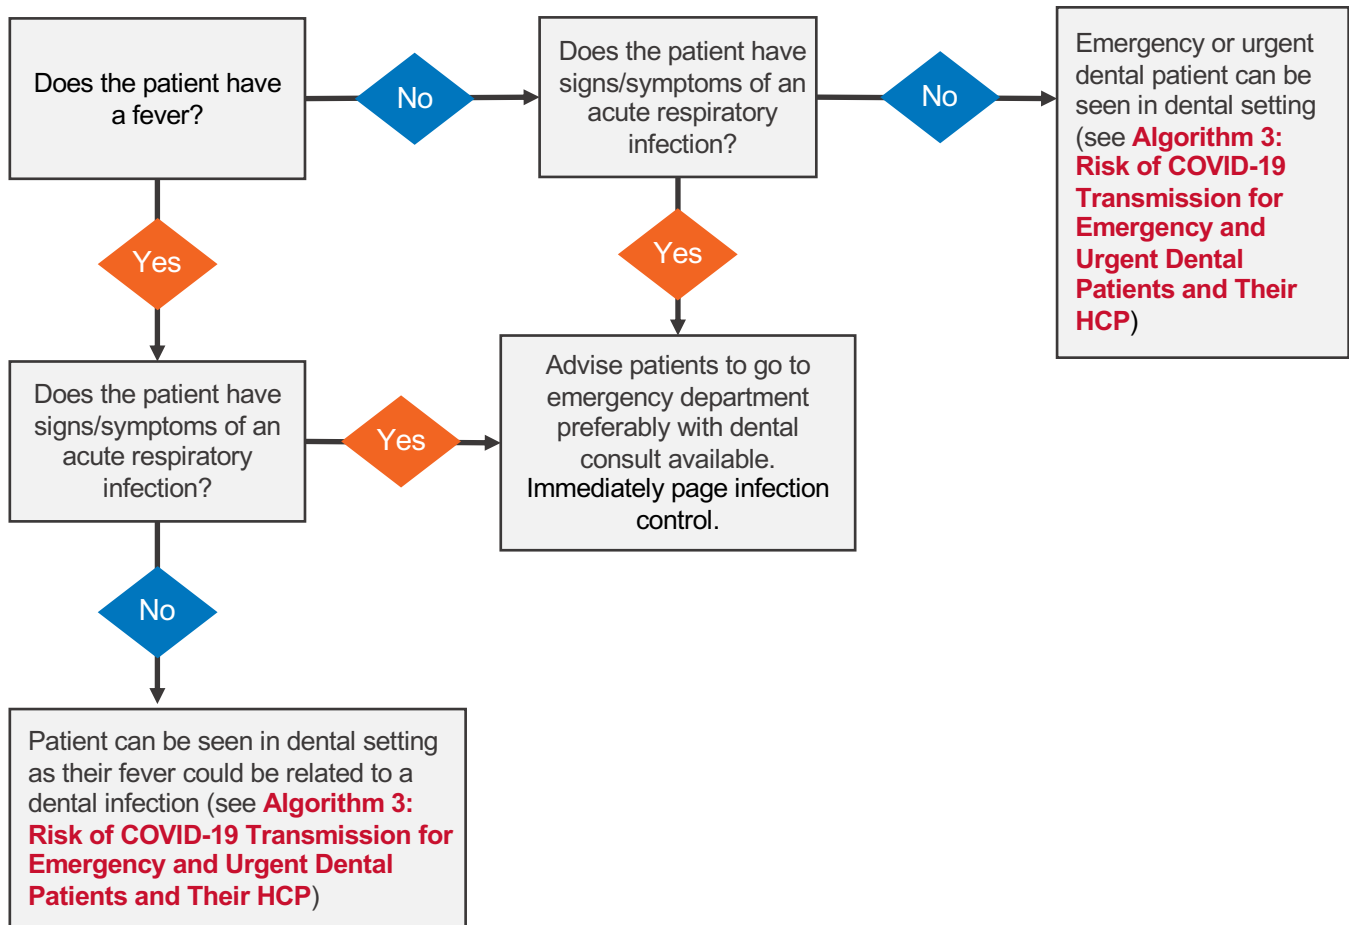 Does the patient have
a fever?
No
Does the patient have
signs/symptoms of an
acute respiratory
infection?
No
Emergency or urgent
dental patient can be
seen in dental setting
(see Algorithm 3:
Risk of COVID-19
Transmission for
Emergency and
Urgent Dental
Patients and Their
HCP)
Yes
Yes
Does the patient have
signs/symptoms of an
acute respiratory
infection?
Yes
Advise patients to go to
emergency department
preferably with dental
consult available.
Immediately page infection
control.
No
Patient can be seen in dental setting
as their fever could be related to a
dental infection (see Algorithm 3:
Risk of COVID-19 Transmission for
Emergency and Urgent Dental
Patients and Their HCP)